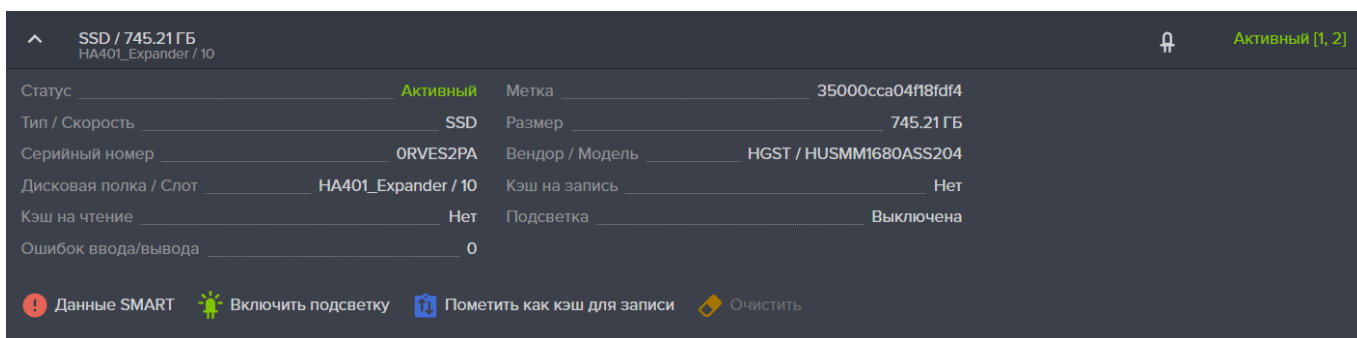 SSD / 745.21 ГБ
HA401_Expander / 10
Активный [1, 2]
Статус Активный
Метка 35000cca04f18fdf4
Тип / Скорость SSD
Размер 745.21 ГБ
Серийный номер 0RVES2PA
Вендор / Модель HGST / HUSMM1680ASS204
Дисковая полка / Слот HA401_Expander / 10
Кэш на запись Нет
Кэш на чтение Нет
Подсветка Выключена
Ошибок ввода/вывода 0
Данные SMART
Включить подсветку
Пометить как кэш для записи
Очистить